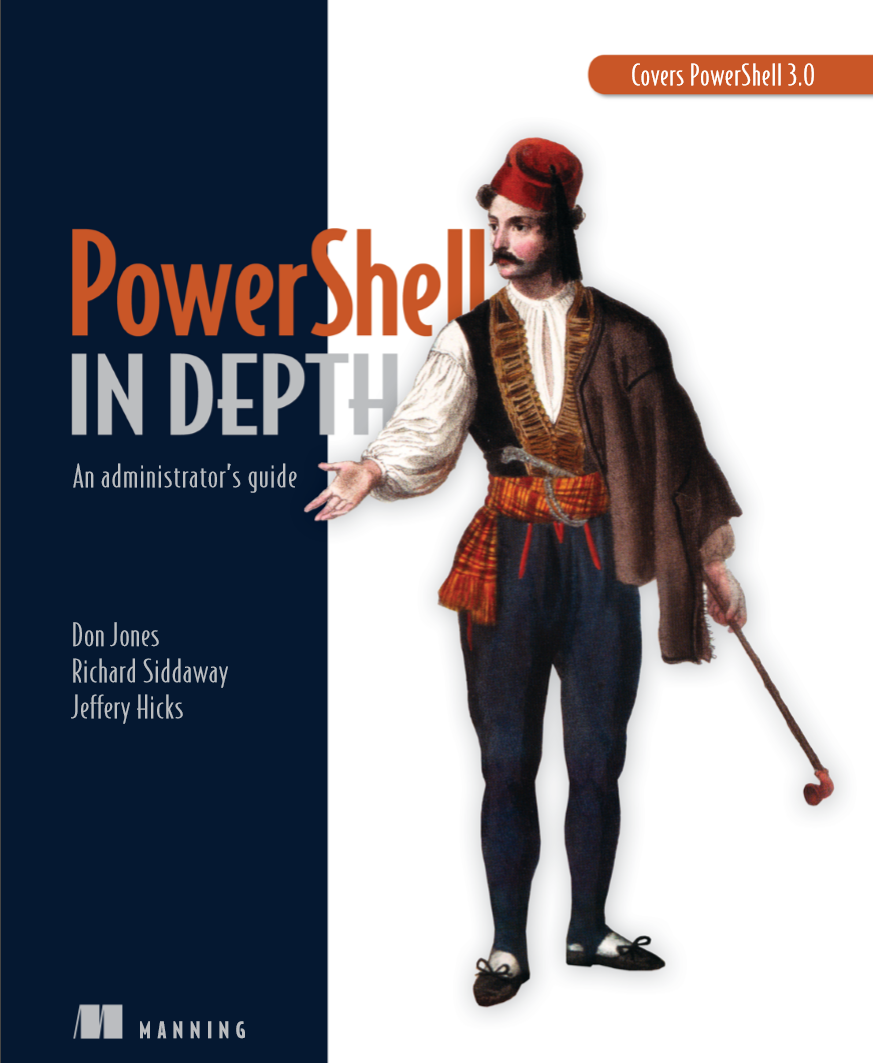 Covers PowerShell 3.0
PowerShell
IN DEPTH
An administrator's guide
Don Jones
Richard Siddaway
Jeffery Hicks
MANNING